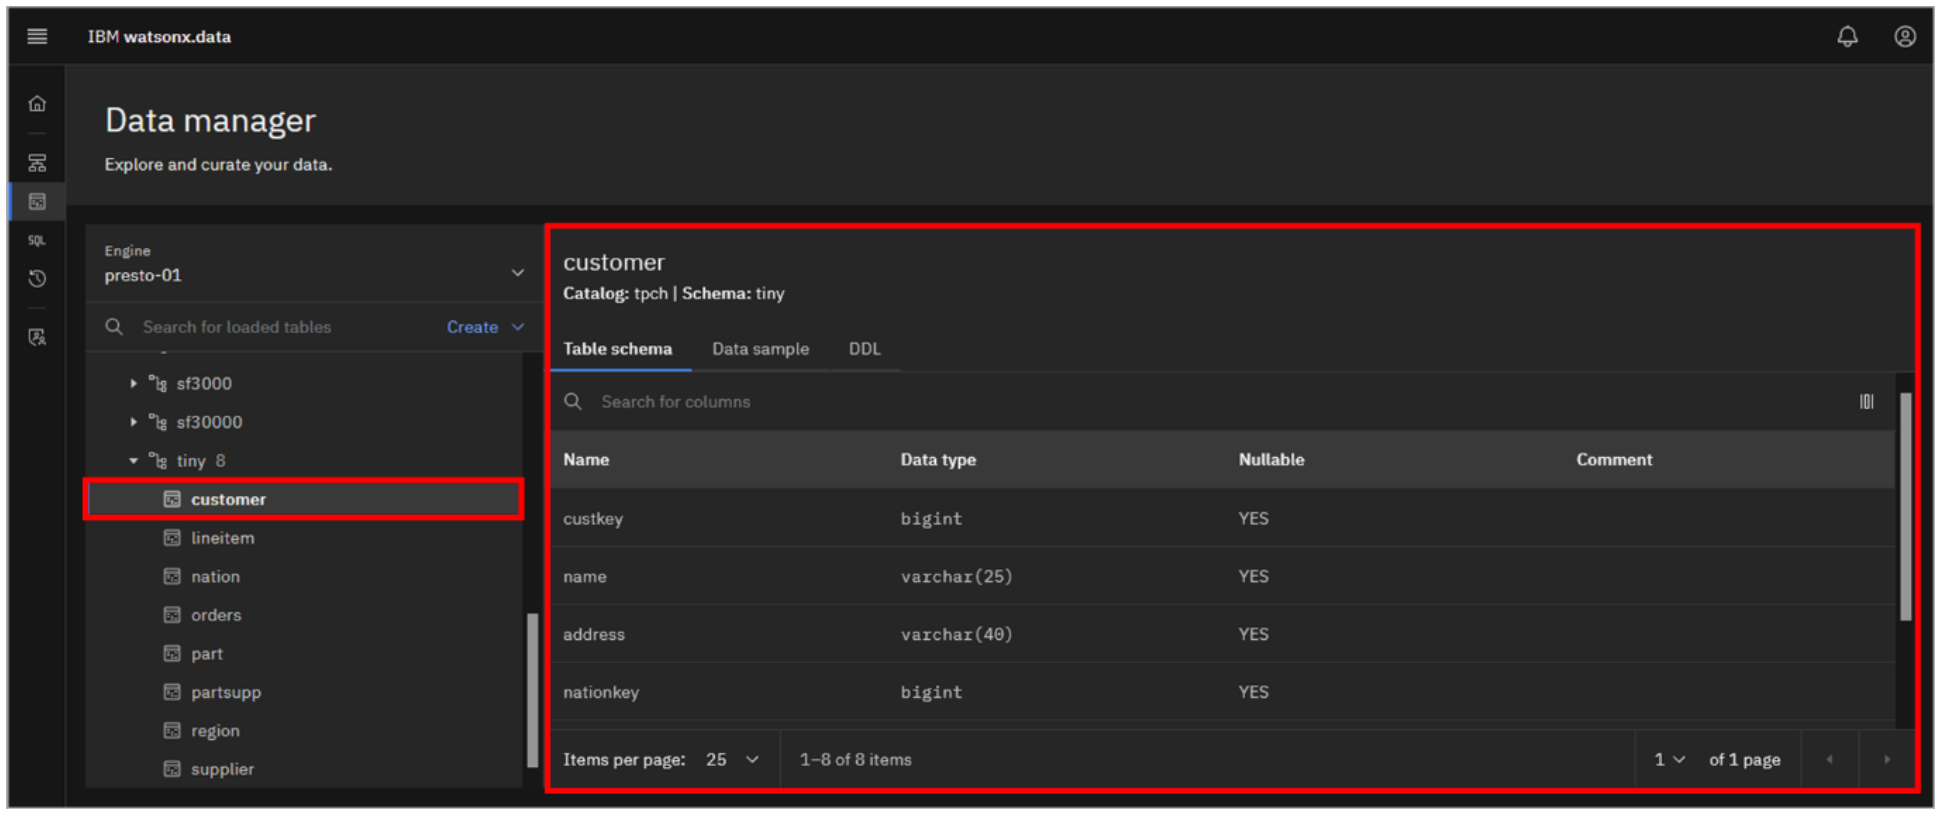 IBM watsonx.data
Data manager
Explore and curate your data.
SQL
Engine
presto-01
Search for loaded tables
Create
sf3000
sf30000
tiny 8
customer
lineitem
nation
orders
part
partsupp
region
supplier
customer
Catalog: tpch | Schema: tiny
Table schema Data sample DDL
Search for columns
Name Data type Nullable Comment
custkey bigint YES
name varchar(25) YES
address varchar(40) YES
nationkey bigint YES
Items per page: 25 1–8 of 8 items 1 of 1 page